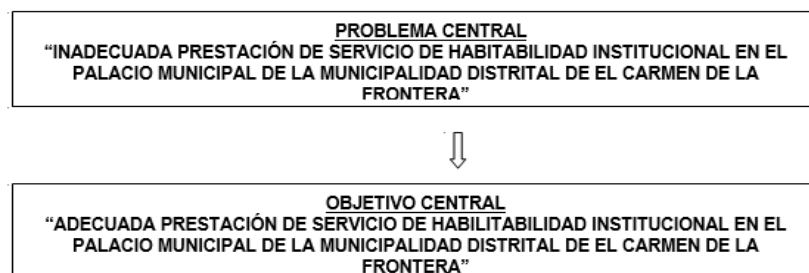 PROBLEMA CENTRAL
“INADECUADA PRESTACIÓN DE SERVICIO DE HABITABILIDAD INSTITUCIONAL EN EL
PALACIO MUNICIPAL DE LA MUNICIPALIDAD DISTRITAL DE EL CARMEN DE LA
FRONTERA”
OBJETIVO CENTRAL
“ADECUADA PRESTACIÓN DE SERVICIO DE HABILITABILIDAD INSTITUCIONAL EN EL
PALACIO MUNICIPAL DE LA MUNICIPALIDAD DISTRITAL DE EL CARMEN DE LA
FRONTERA”